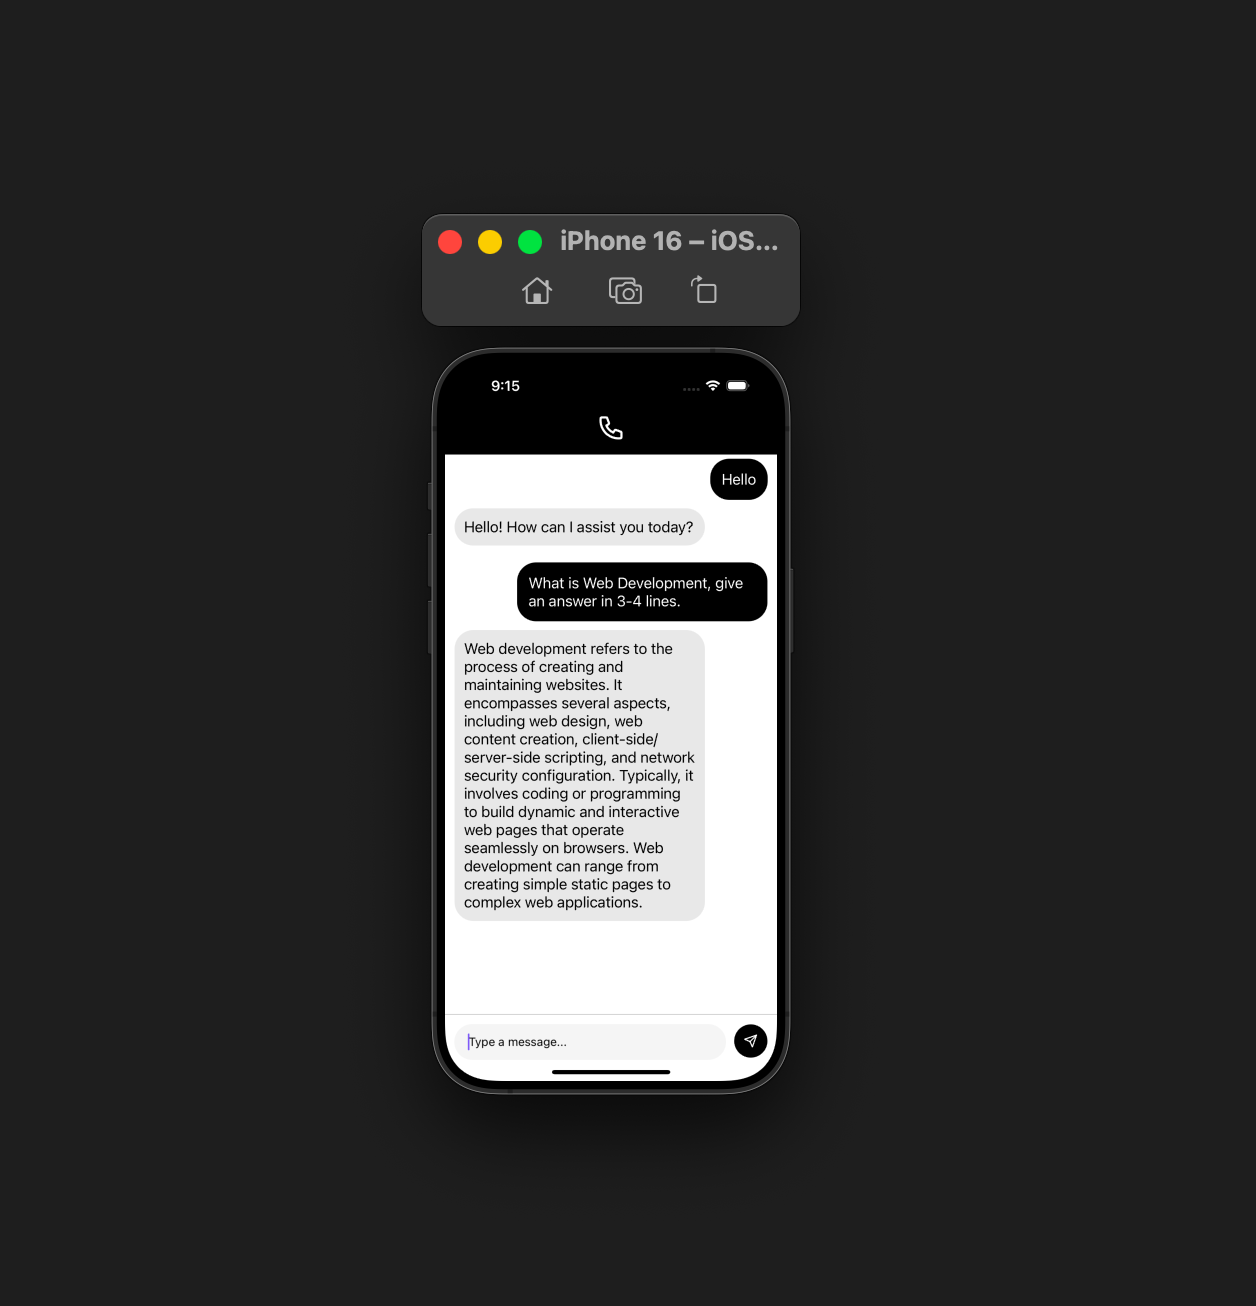 iPhone 16 – iOS...
9:15
Hello
Hello! How can I assist you today?
What is Web Development, give
an answer in 3-4 lines.
Web development refers to the
process of creating and
maintaining websites. It
encompasses several aspects,
including web design, web
content creation, client-side/
server-side scripting, and network
security configuration. Typically, it
involves coding or programming
to build dynamic and interactive
web pages that operate
seamlessly on browsers. Web
development can range from
creating simple static pages to
complex web applications.
Type a message...